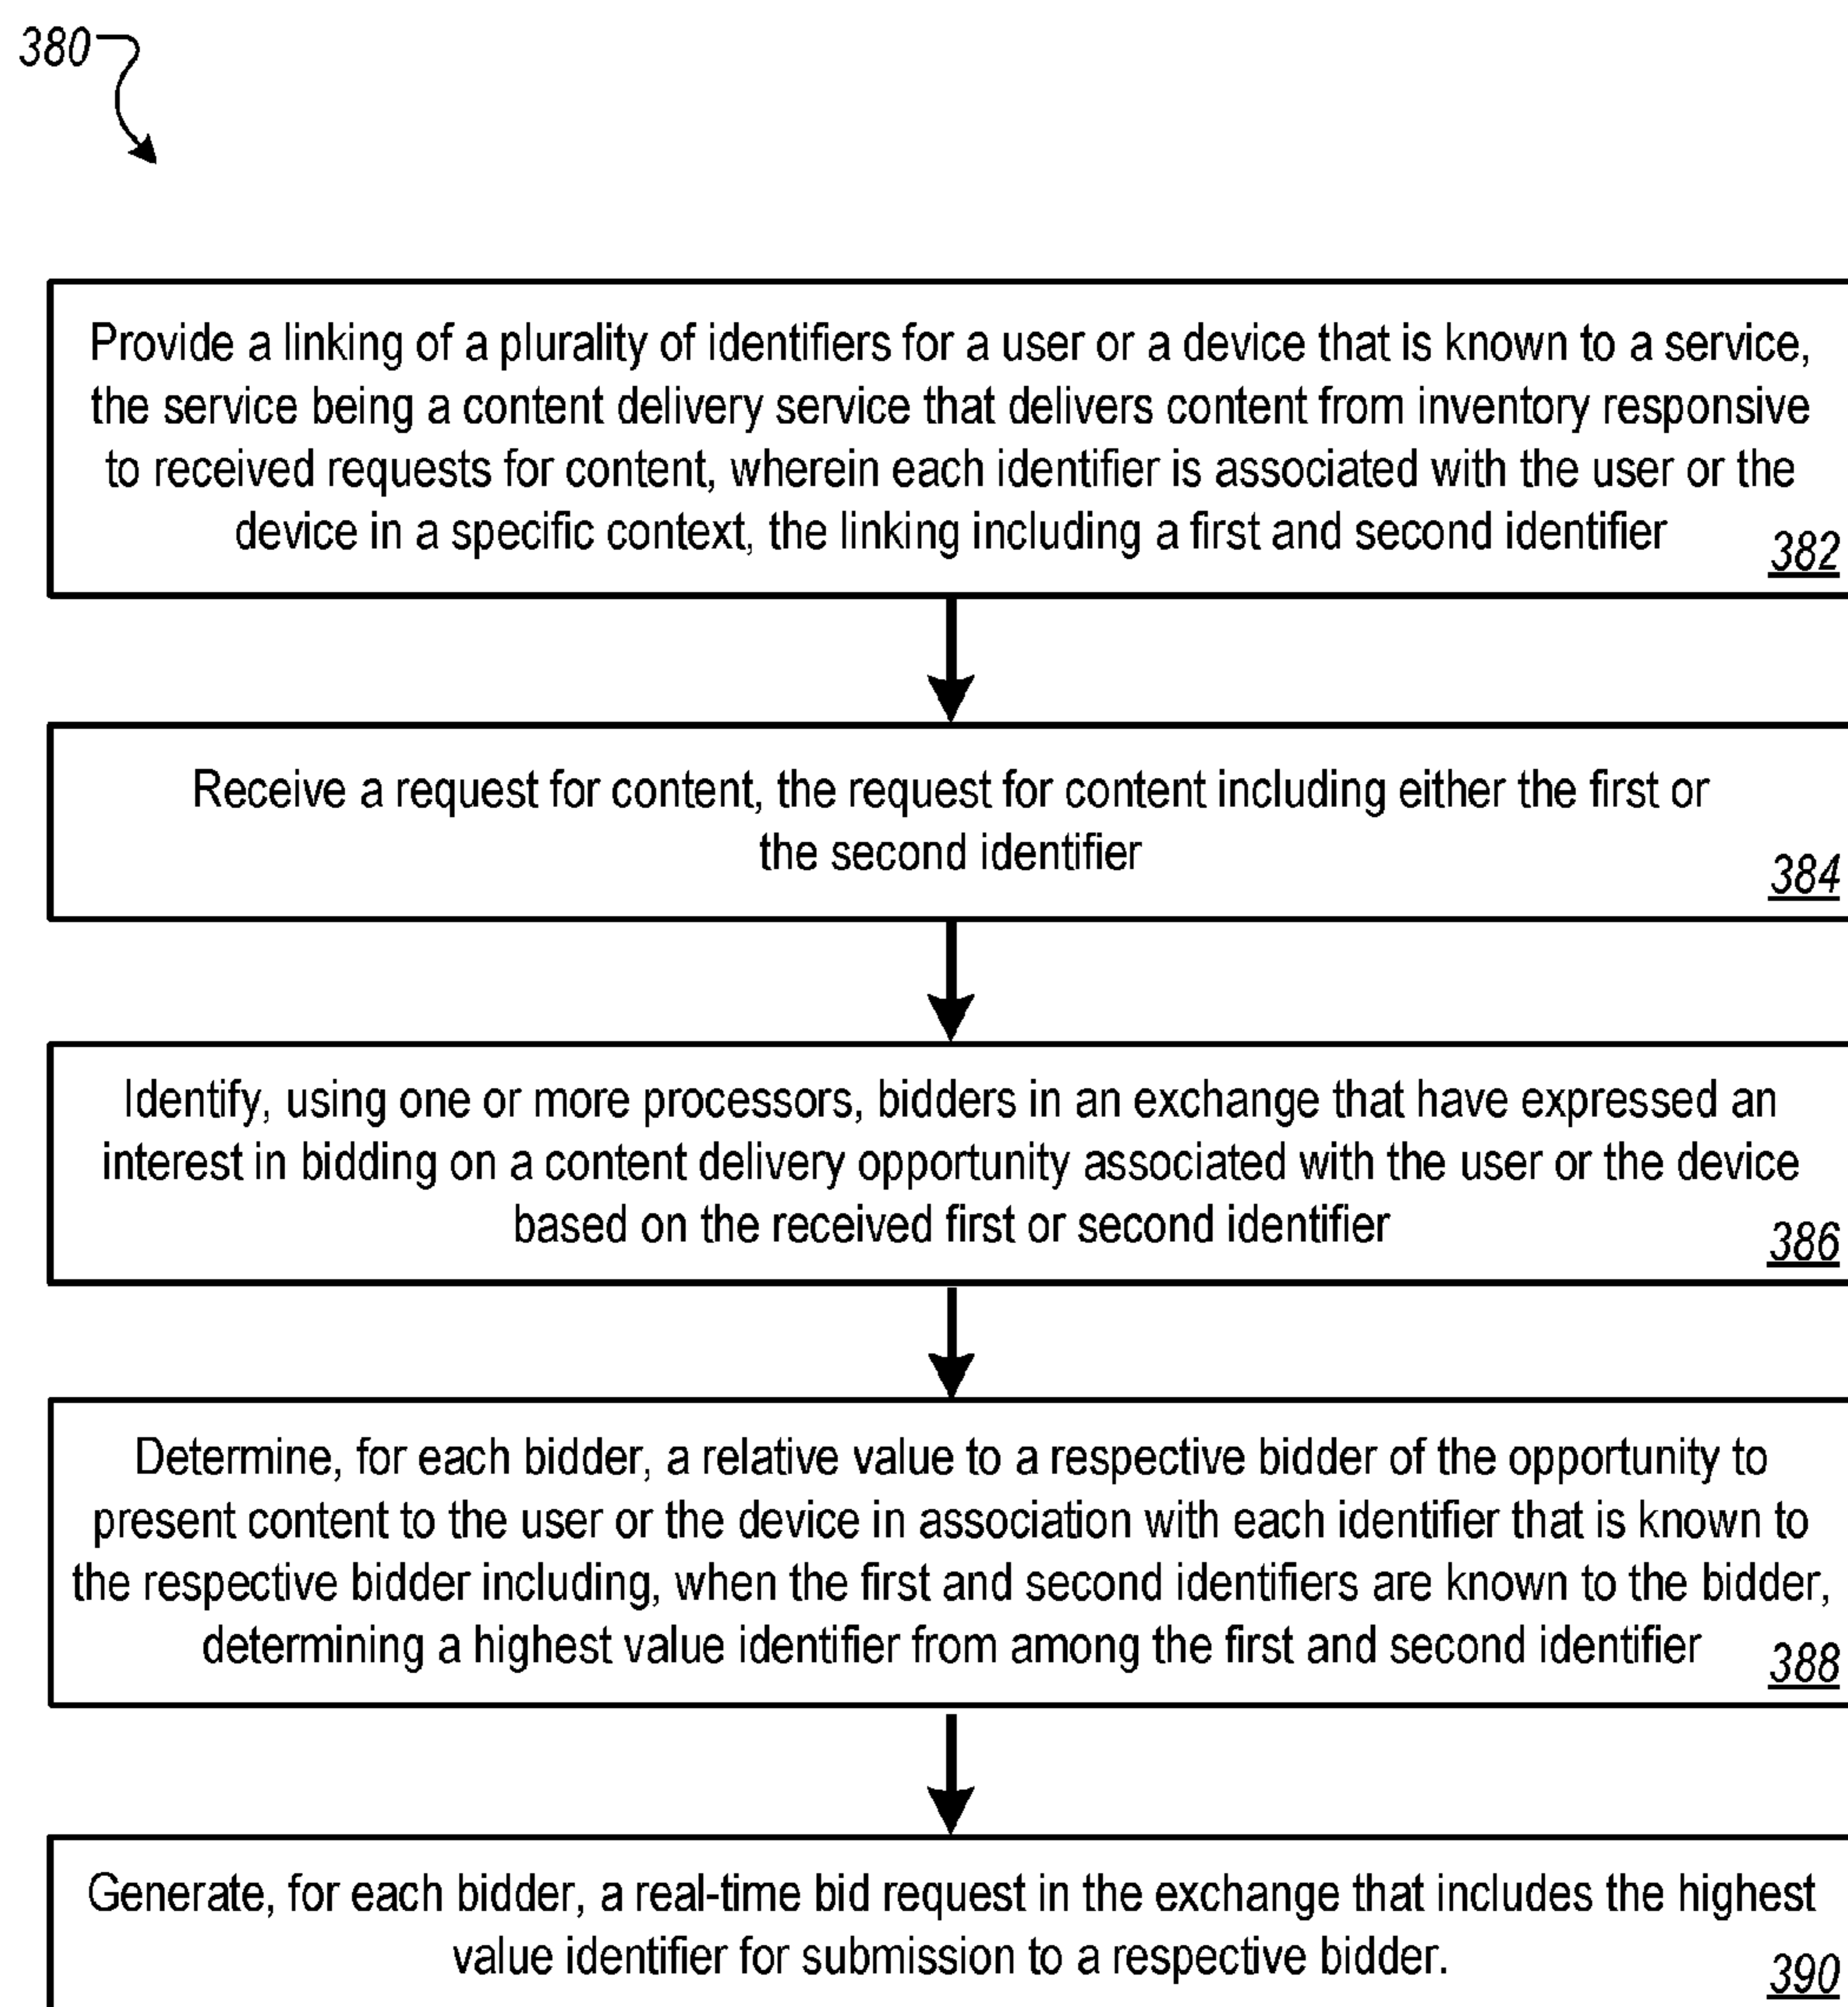 380
Provide a linking of a plurality of identifiers for a user or a device that is known to a service,
the service being a content delivery service that delivers content from inventory responsive
to received requests for content, wherein each identifier is associated with the user or the
device in a specific context, the linking including a first and second identifier
382
Receive a request for content, the request for content including either the first or
the second identifier
384
Identify, using one or more processors, bidders in an exchange that have expressed an
interest in bidding on a content delivery opportunity associated with the user or the device
based on the received first or second identifier
386
Determine, for each bidder, a relative value to a respective bidder of the opportunity to
present content to the user or the device in association with each identifier that is known to
the respective bidder including, when the first and second identifiers are known to the bidder,
determining a highest value identifier from among the first and second identifier
388
Generate, for each bidder, a real-time bid request in the exchange that includes the highest
value identifier for submission to a respective bidder.
390